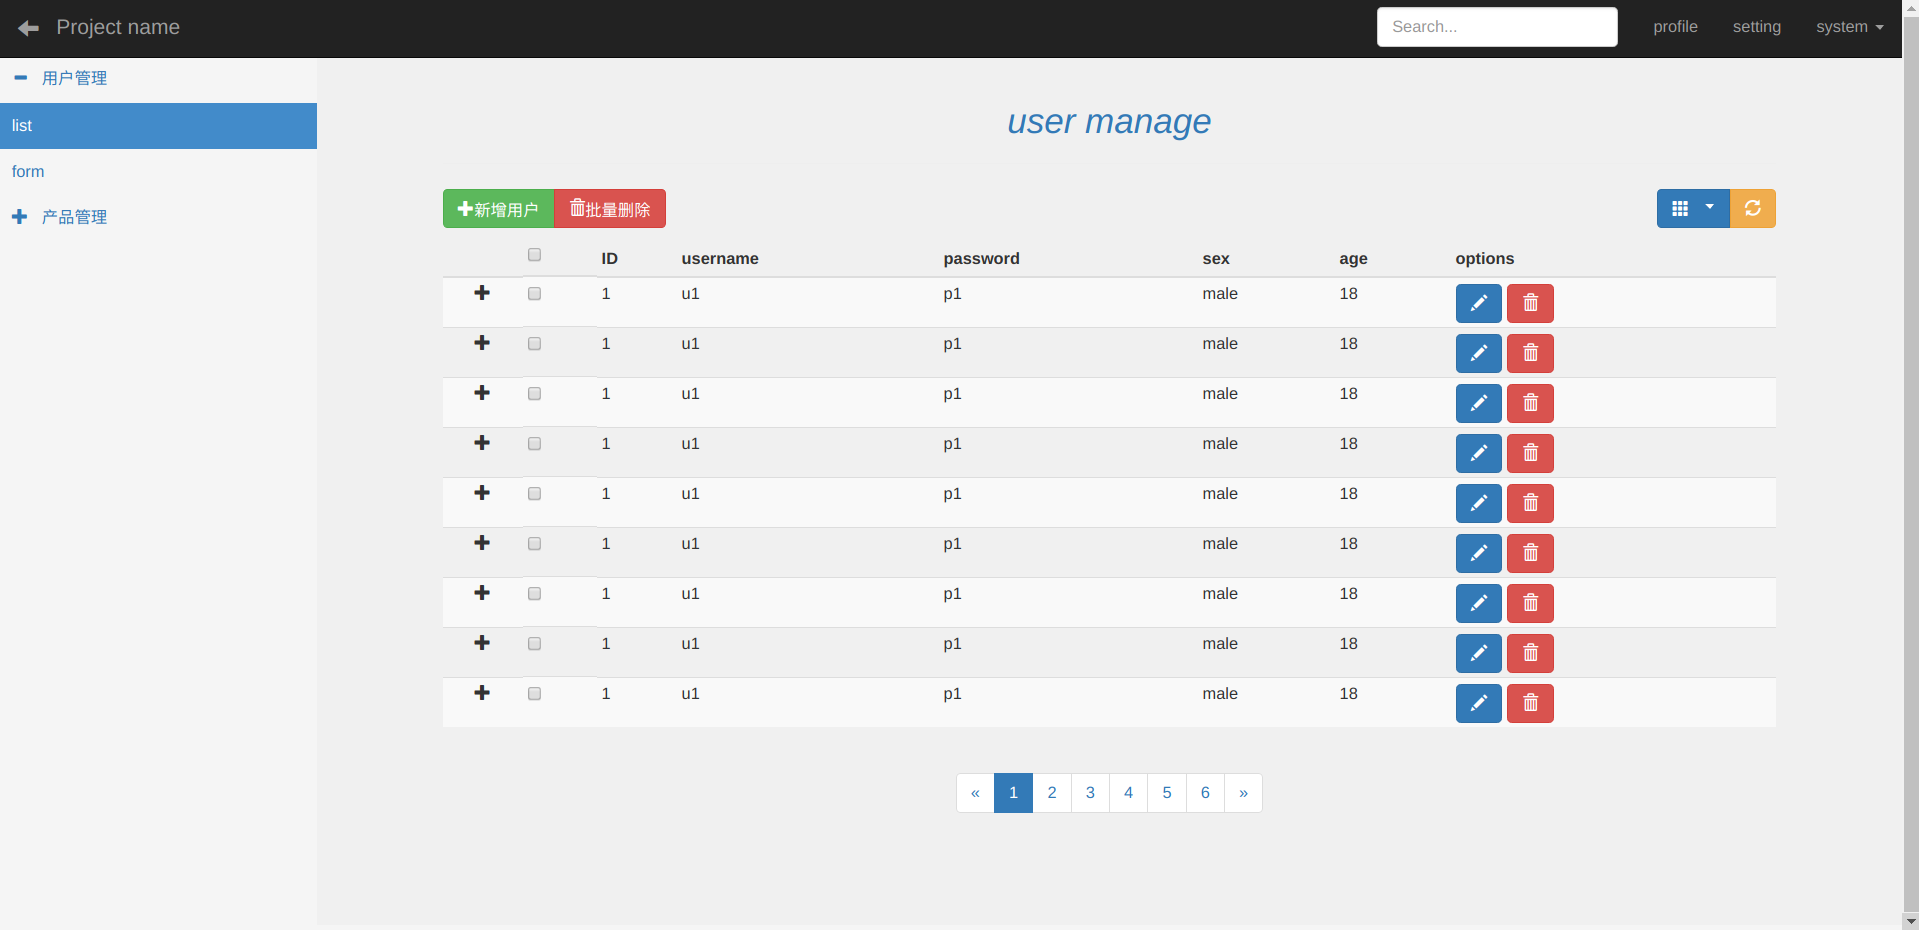 Project name
Search...
profile
setting
system
用户管理
list
form
产品管理
user manage
新增用户 批量删除
ID username password sex age options
1 u1 p1 male 18
1 u1 p1 male 18
1 u1 p1 male 18
1 u1 p1 male 18
1 u1 p1 male 18
1 u1 p1 male 18
1 u1 p1 male 18
1 u1 p1 male 18
1 u1 p1 male 18
« 1 2 3 4 5 6 »